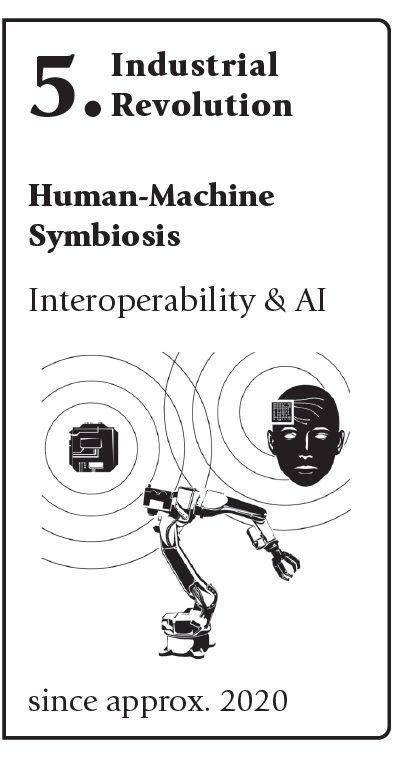 5. Industrial
Revolution
Human-Machine
Symbiosis
Interoperability & AI
since approx. 2020